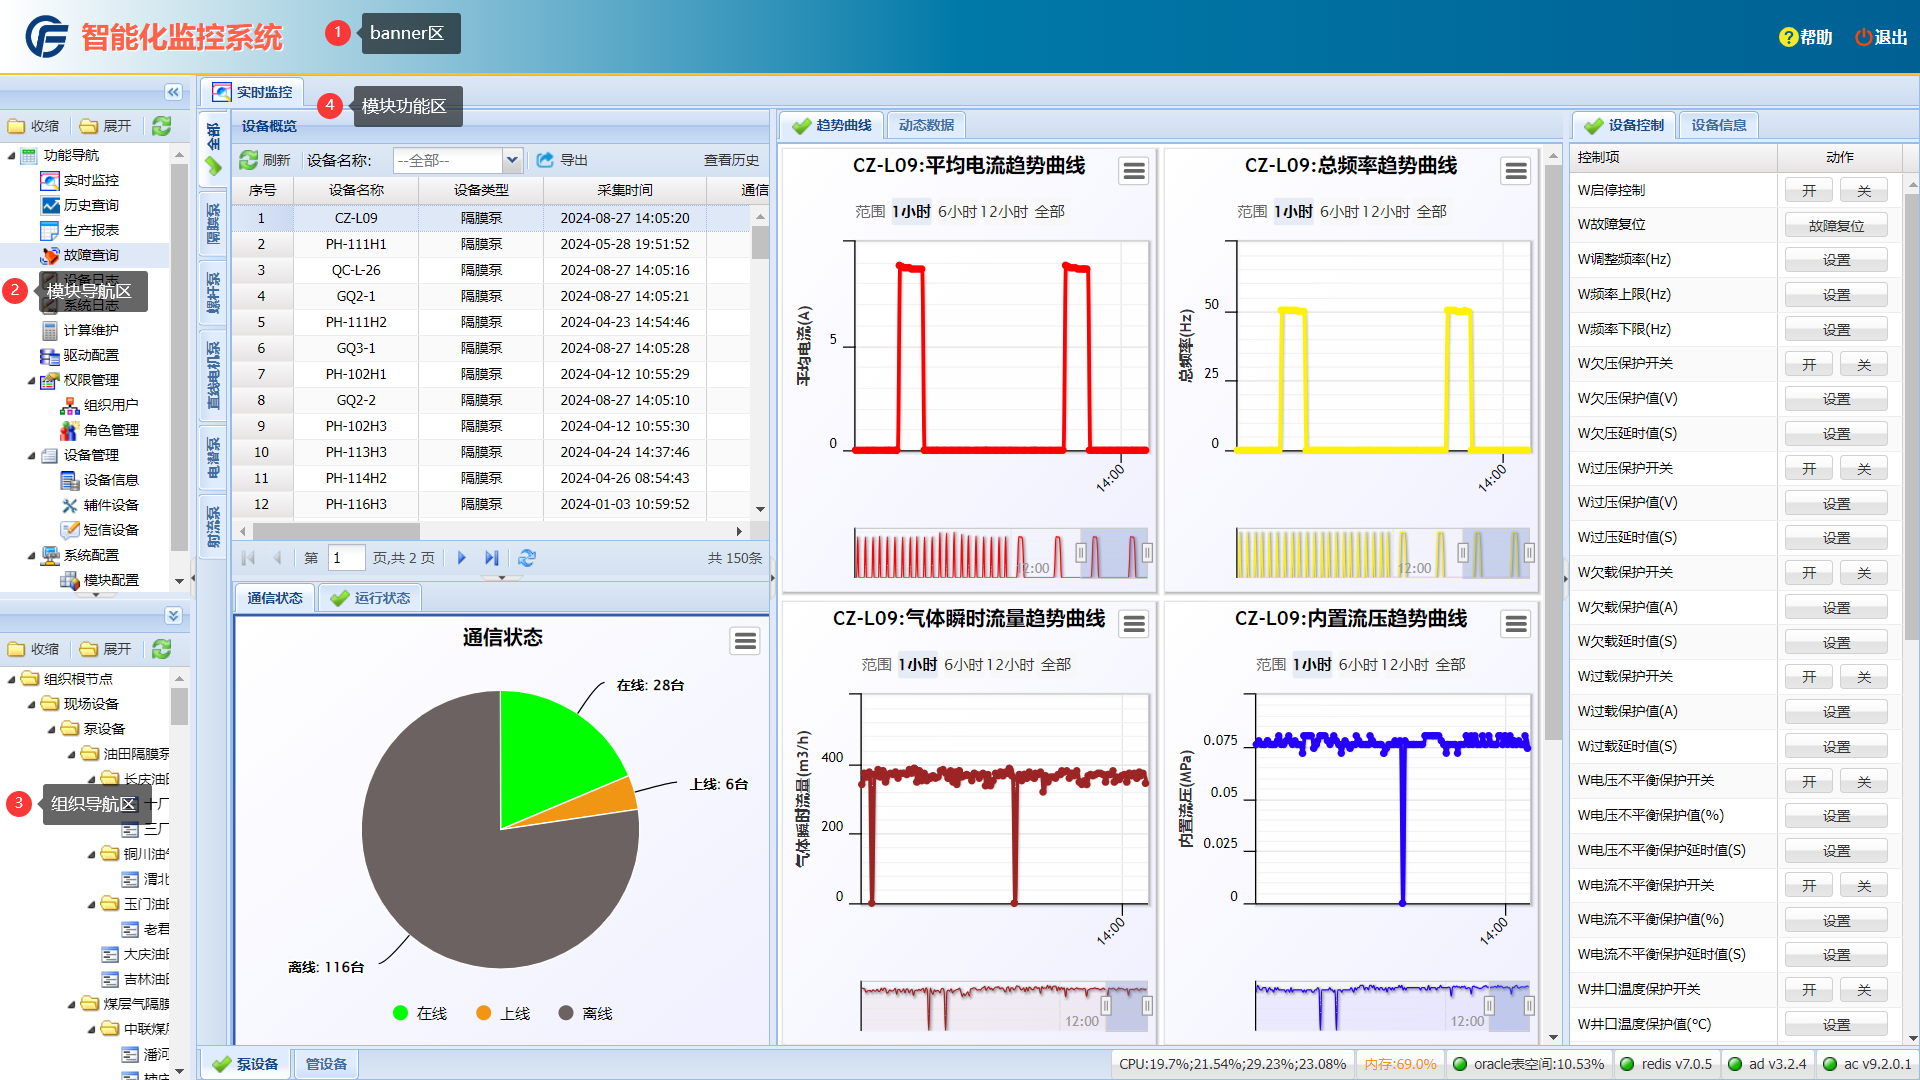 智能化监控系统
1 banner区
帮助 退出
实时监控
4 模块功能区
收缩 展开
功能导航
实时监控
历史查询
生产报表
故障查询
设备日志
2 模块导航区
系统日志
计算维护
驱动配置
权限管理
组织用户
角色管理
设备管理
设备信息
辅件设备
短信设备
系统配置
模块配置
收缩 展开
组织根节点
现场设备
泵设备
油田隔膜泵
长庆油田
3 组织导航区
十厂
三厂
铜川油气
渭北
玉门油田
老君
大庆油田
吉林油田
煤层气隔膜
中联煤层
潘河
全部
隔膜泵
螺杆泵
直线电机泵
电潜泵
射流泵
设备概览
刷新 设备名称: --全部-- 导出 查看历史
序号 设备名称 设备类型 采集时间 通信
1 CZ-L09 隔膜泵 2024-08-27 14:05:20
2 PH-111H1 隔膜泵 2024-05-28 19:51:52
3 QC-L-26 隔膜泵 2024-08-27 14:05:16
4 GQ2-1 隔膜泵 2024-08-27 14:05:21
5 PH-111H2 隔膜泵 2024-04-23 14:54:46
6 GQ3-1 隔膜泵 2024-08-27 14:05:28
7 PH-102H1 隔膜泵 2024-04-12 10:55:29
8 GQ2-2 隔膜泵 2024-08-27 14:05:10
9 PH-102H3 隔膜泵 2024-04-12 10:55:30
10 PH-113H3 隔膜泵 2024-04-24 14:37:46
11 PH-114H2 隔膜泵 2024-04-26 08:54:43
12 PH-116H3 隔膜泵 2024-01-03 10:59:52
第 1 页,共 2 页 共 150条
通信状态 运行状态
通信状态
在线: 28台
上线: 6台
离线: 116台
在线 上线 离线
泵设备 管设备
趋势曲线 动态数据
CZ-L09:平均电流趋势曲线
范围 1小时 6小时 12小时 全部
平均电流(A)
5
0
14:00
12:00
CZ-L09:总频率趋势曲线
范围 1小时 6小时 12小时 全部
总频率(Hz)
50
25
0
14:00
12:00
CZ-L09:气体瞬时流量趋势曲线
范围 1小时 6小时 12小时 全部
气体瞬时流量(m3/h)
400
200
0
14:00
12:00
CZ-L09:内置流压趋势曲线
范围 1小时 6小时 12小时 全部
内置流压(MPa)
0.075
0.05
0.025
0
14:00
12:00
设备控制 设备信息
控制项 动作
W启停控制 开 关
W故障复位 故障复位
W调整频率(Hz) 设置
W频率上限(Hz) 设置
W频率下限(Hz) 设置
W欠压保护开关 开 关
W欠压保护值(V) 设置
W欠压延时值(S) 设置
W过压保护开关 开 关
W过压保护值(V) 设置
W过压延时值(S) 设置
W欠载保护开关 开 关
W欠载保护值(A) 设置
W欠载延时值(S) 设置
W过载保护开关 开 关
W过载保护值(A) 设置
W过载延时值(S) 设置
W电压不平衡保护开关 开 关
W电压不平衡保护值(%) 设置
W电压不平衡保护延时值(S) 设置
W电流不平衡保护开关 开 关
W电流不平衡保护值(%) 设置
W电流不平衡保护延时值(S) 设置
W井口温度保护开关 开 关
W井口温度保护值(℃) 设置
CPU:19.7%;21.54%;29.23%;23.08% 内存:69.0% oracle表空间:10.53% redis v7.0.5 ad v3.2.4 ac v9.2.0.1